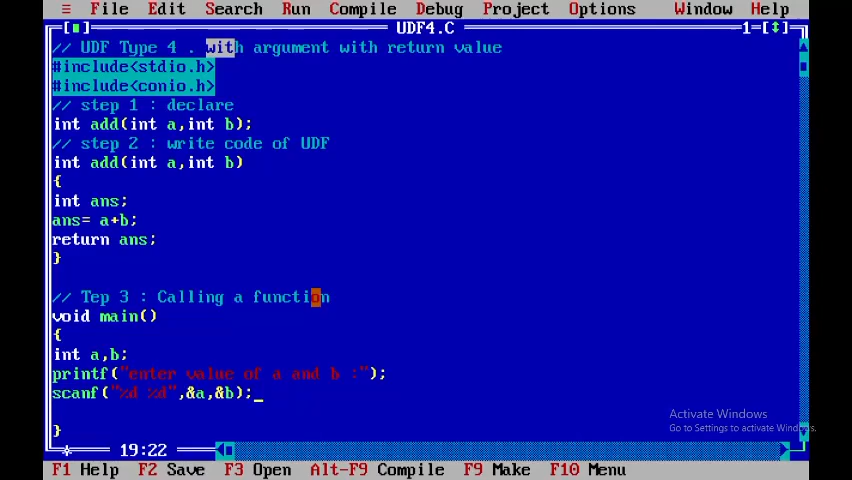 ≡ File Edit Search Run Compile Debug Project Options Window Help
[■] UDF4.C 1=[↕]
// UDF Type 4 . with argument with return value
#include<stdio.h>
#include<conio.h>
// step 1 : declare
int add(int a,int b);
// step 2 : write code of UDF
int add(int a,int b)
{
int ans;
ans= a+b;
return ans;
}
// Tep 3 : Calling a function
void main()
{
int a,b;
printf("enter value of a and b :");
scanf("%d %d",&a,&b);_
}
Activate Windows
Go to Settings to activate Windows.
19:22
F1 Help F2 Save F3 Open Alt-F9 Compile F9 Make F10 Menu